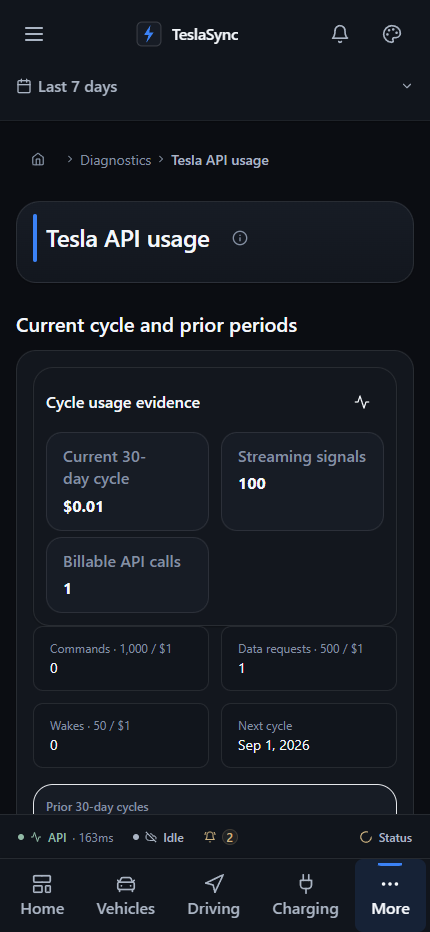 TeslaSync
Last 7 days
Diagnostics
Tesla API usage
Tesla API usage
Current cycle and prior periods
Cycle usage evidence
Current 30-
day cycle
$0.01
Streaming signals
100
Billable API calls
1
Commands · 1,000 / $1
0
Data requests · 500 / $1
1
Wakes · 50 / $1
0
Next cycle
Sep 1, 2026
Prior 30-day cycles
API · 163ms
Idle
2
Status
Home
Vehicles
Driving
Charging
More